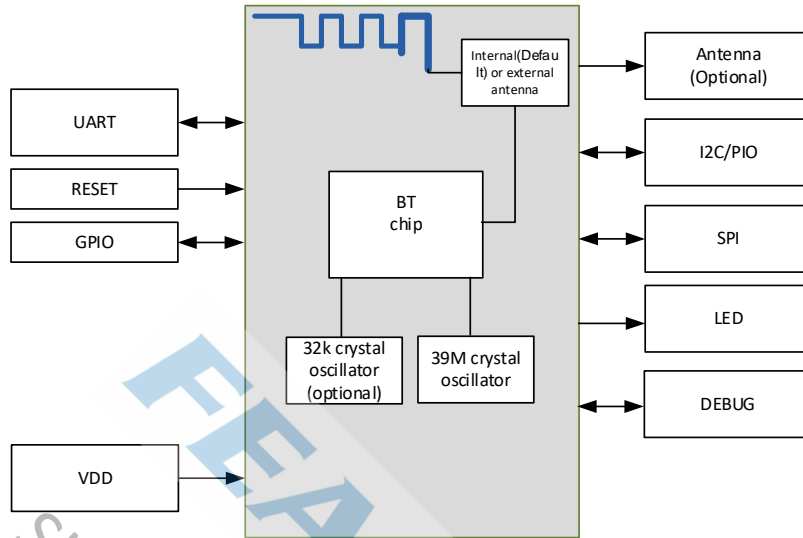 Internal(Defau
lt) or external
antenna
Antenna
(Optional)
UART
I2C/PIO
RESET
BT
chip
GPIO
SPI
LED
32k crystal
oscillator
(optional)
39M crystal
oscillator
DEBUG
VDD
FEA